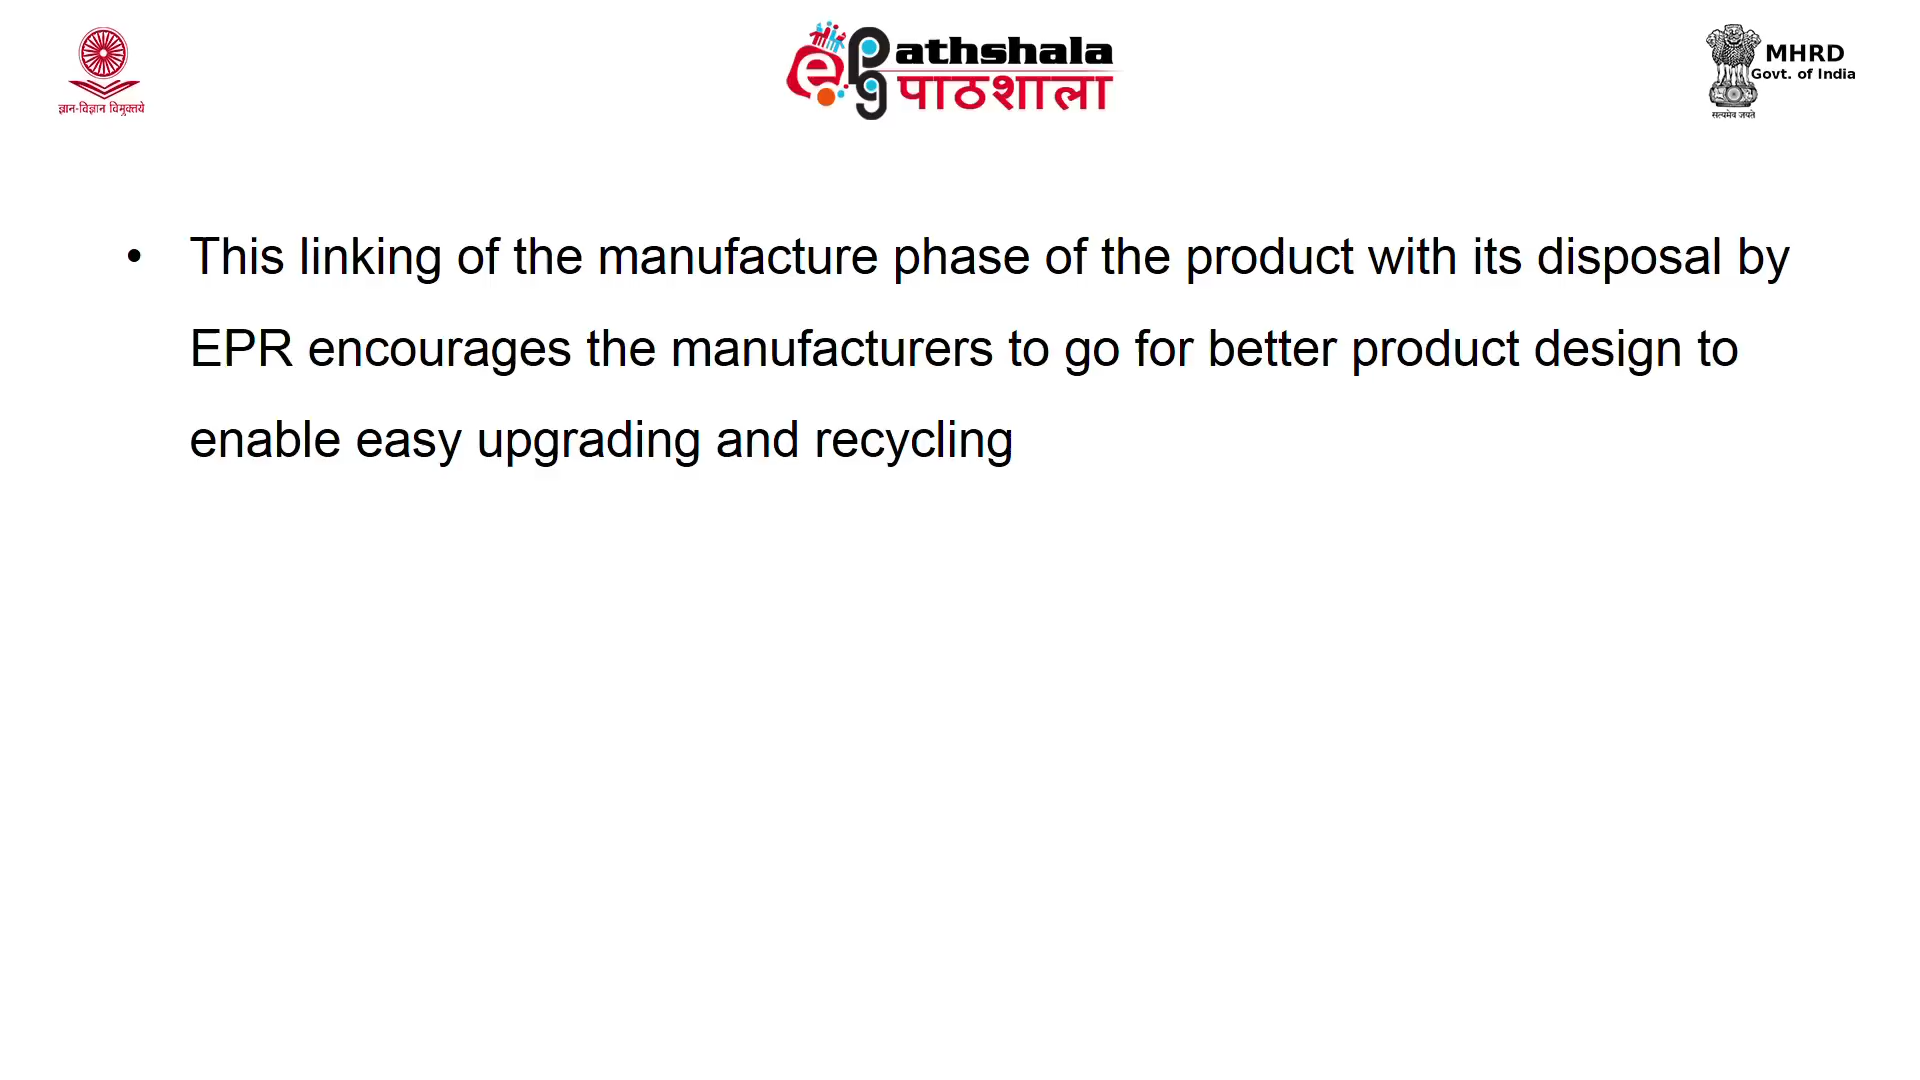 ज्ञान-विज्ञान विमुक्तये
ePGathshala
पाठशाला
MHRD
Govt. of India
सत्यमेव जयते
• This linking of the manufacture phase of the product with its disposal by
EPR encourages the manufacturers to go for better product design to
enable easy upgrading and recycling